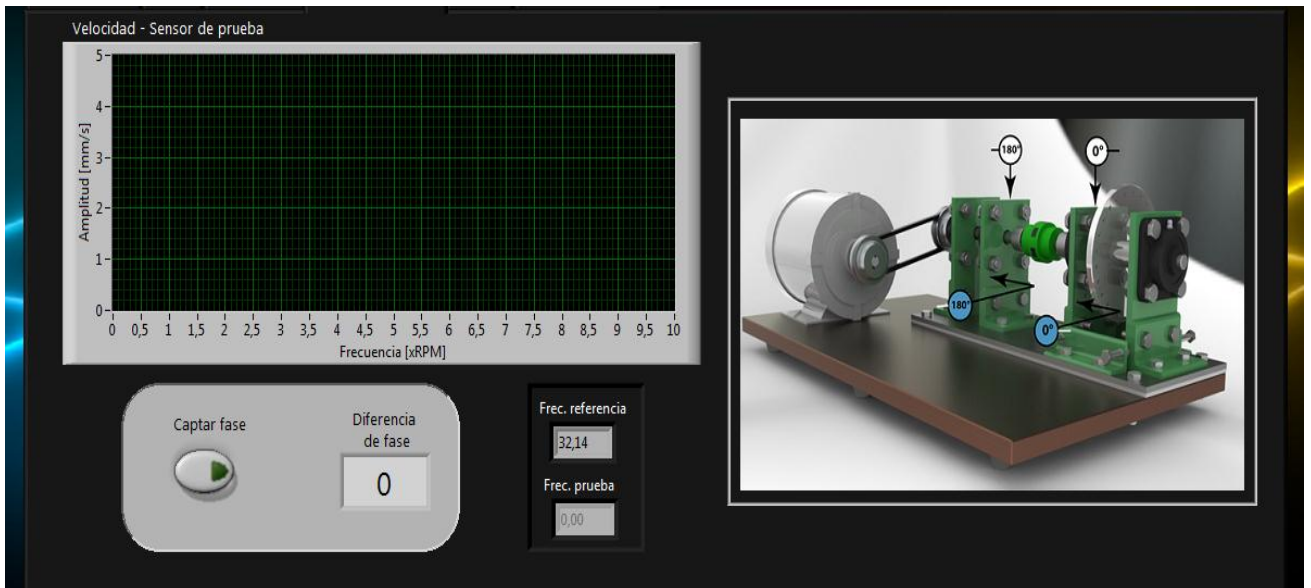 Velocidad - Sensor de prueba
Amplitud [mm/s]
5
4
3
2
1
0
0 0,5 1 1,5 2 2,5 3 3,5 4 4,5 5 5,5 6 6,5 7 7,5 8 8,5 9 9,5 10
Frecuencia [xRPM]
180°
0°
180°
0°
Captar fase
Diferencia
de fase
0
Frec. referencia
32,14
Frec. prueba
0,00